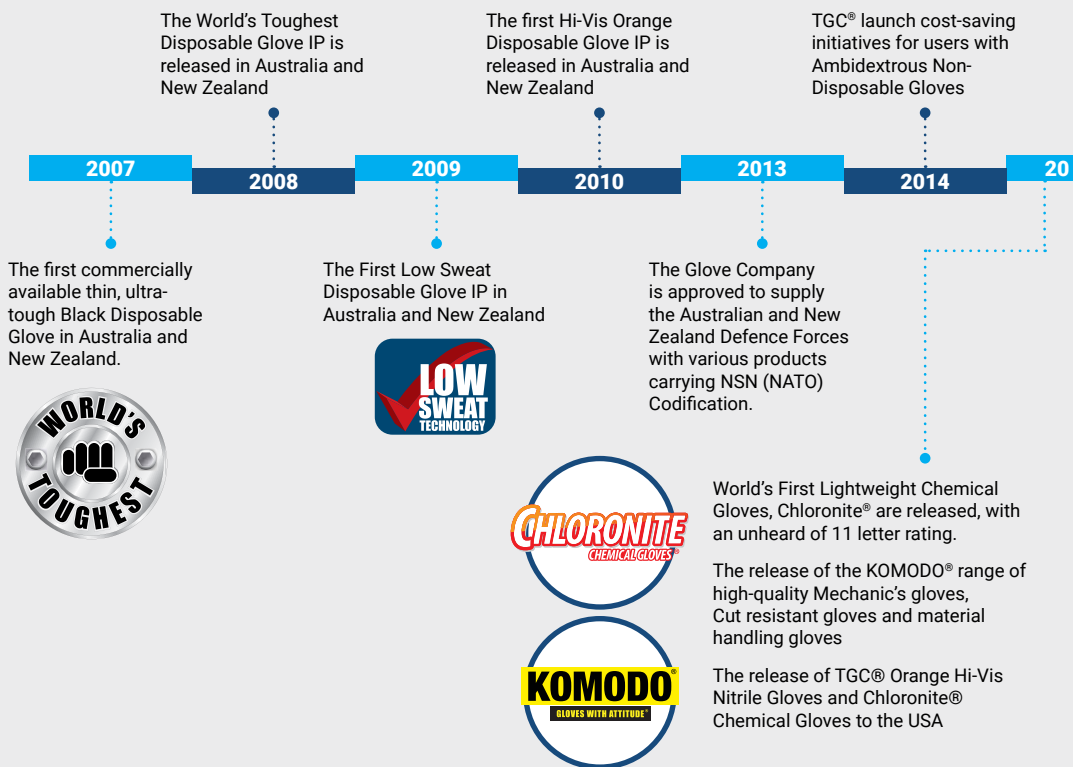 The World's Toughest
Disposable Glove IP is
released in Australia and
New Zealand
The first Hi-Vis Orange
Disposable Glove IP is
released in Australia and
New Zealand
TGC® launch cost-saving
initiatives for users with
Ambidextrous Non-
Disposable Gloves
2007
2008
2009
2010
2013
2014
20
The first commercially
available thin, ultra-
tough Black Disposable
Glove in Australia and
New Zealand.
WORLD'S
TOUGHEST
The First Low Sweat
Disposable Glove IP in
Australia and New Zealand
LOW
SWEAT
TECHNOLOGY
The Glove Company
is approved to supply
the Australian and New
Zealand Defence Forces
with various products
carrying NSN (NATO)
Codification.
CHLORONITE
CHEMICAL GLOVES®
KOMODO®
GLOVES WITH ATTITUDE®
World's First Lightweight Chemical
Gloves, Chloronite® are released, with
an unheard of 11 letter rating.
The release of the KOMODO® range of
high-quality Mechanic's gloves,
Cut resistant gloves and material
handling gloves
The release of TGC® Orange Hi-Vis
Nitrile Gloves and Chloronite®
Chemical Gloves to the USA